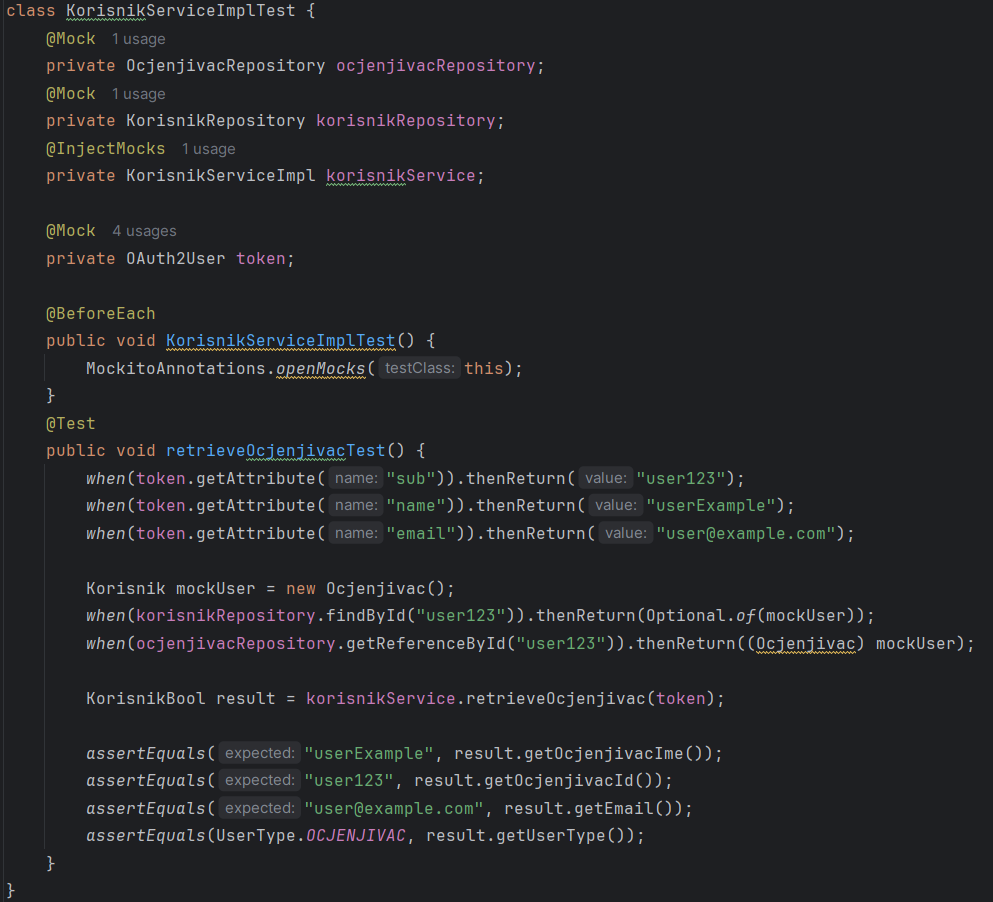 class KorisnikServiceImplTest {
    @Mock 1 usage
    private OcjenjivacRepository ocjenjivacRepository;
    @Mock 1 usage
    private KorisnikRepository korisnikRepository;
    @InjectMocks 1 usage
    private KorisnikServiceImpl korisnikService;

    @Mock 4 usages
    private OAuth2User token;

    @BeforeEach
    public void KorisnikServiceImplTest() {
        MockitoAnnotations.openMocks( testClass: this);
    }
    @Test
    public void retrieveOcjenjivacTest() {
        when(token.getAttribute( name: "sub")).thenReturn( value: "user123");
        when(token.getAttribute( name: "name")).thenReturn( value: "userExample");
        when(token.getAttribute( name: "email")).thenReturn( value: "user@example.com");

        Korisnik mockUser = new Ocjenjivac();
        when(korisnikRepository.findById("user123")).thenReturn(Optional.of(mockUser));
        when(ocjenjivacRepository.getReferenceById("user123")).thenReturn((Ocjenjivac) mockUser);

        KorisnikBool result = korisnikService.retrieveOcjenjivac(token);

        assertEquals( expected: "userExample", result.getOcjenjivacIme());
        assertEquals( expected: "user123", result.getOcjenjivacId());
        assertEquals( expected: "user@example.com", result.getEmail());
        assertEquals(UserType.OCJENJIVAC, result.getUserType());
    }
}